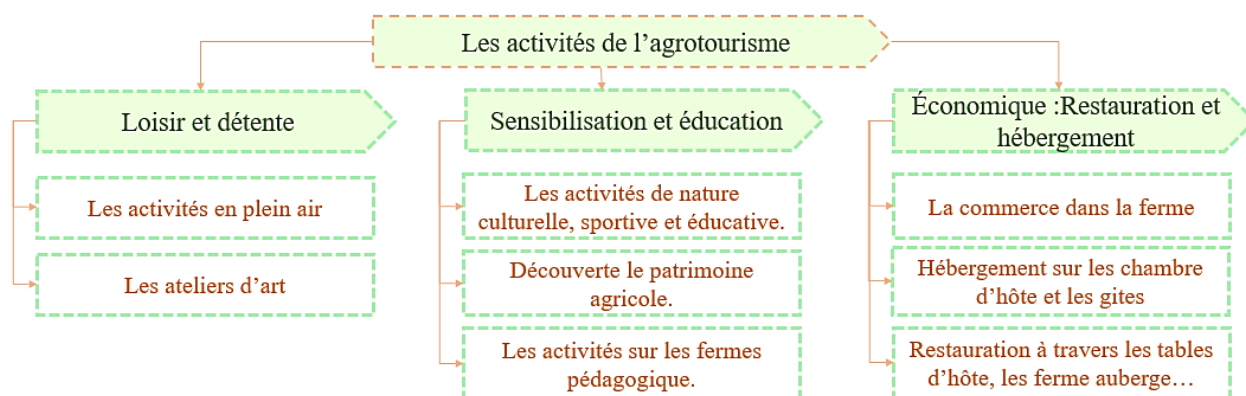 Les activités de l’agrotourisme
Loisir et détente
Les activités en plein air
Les ateliers d’art
Sensibilisation et éducation
Les activités de nature
culturelle, sportive et éducative.
Découverte le patrimoine
agricole.
Les activités sur les fermes
pédagogique.
Économique :Restauration et
hébergement
La commerce dans la ferme
Hébergement sur les chambre
d’hôte et les gites
Restauration à travers les tables
d’hôte, les ferme auberge…